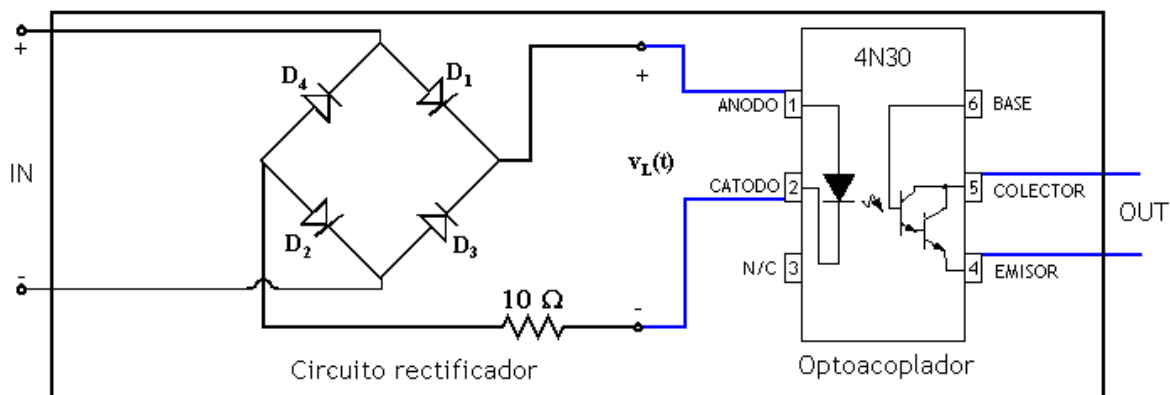 IN
+
-
D4
D1
D2
D3
10 Ω
+
vL(t)
-
Circuito rectificador
4N30
ANODO 1
CATODO 2
N/C 3
6 BASE
5 COLECTOR
4 EMISOR
OUT
Optoacoplador